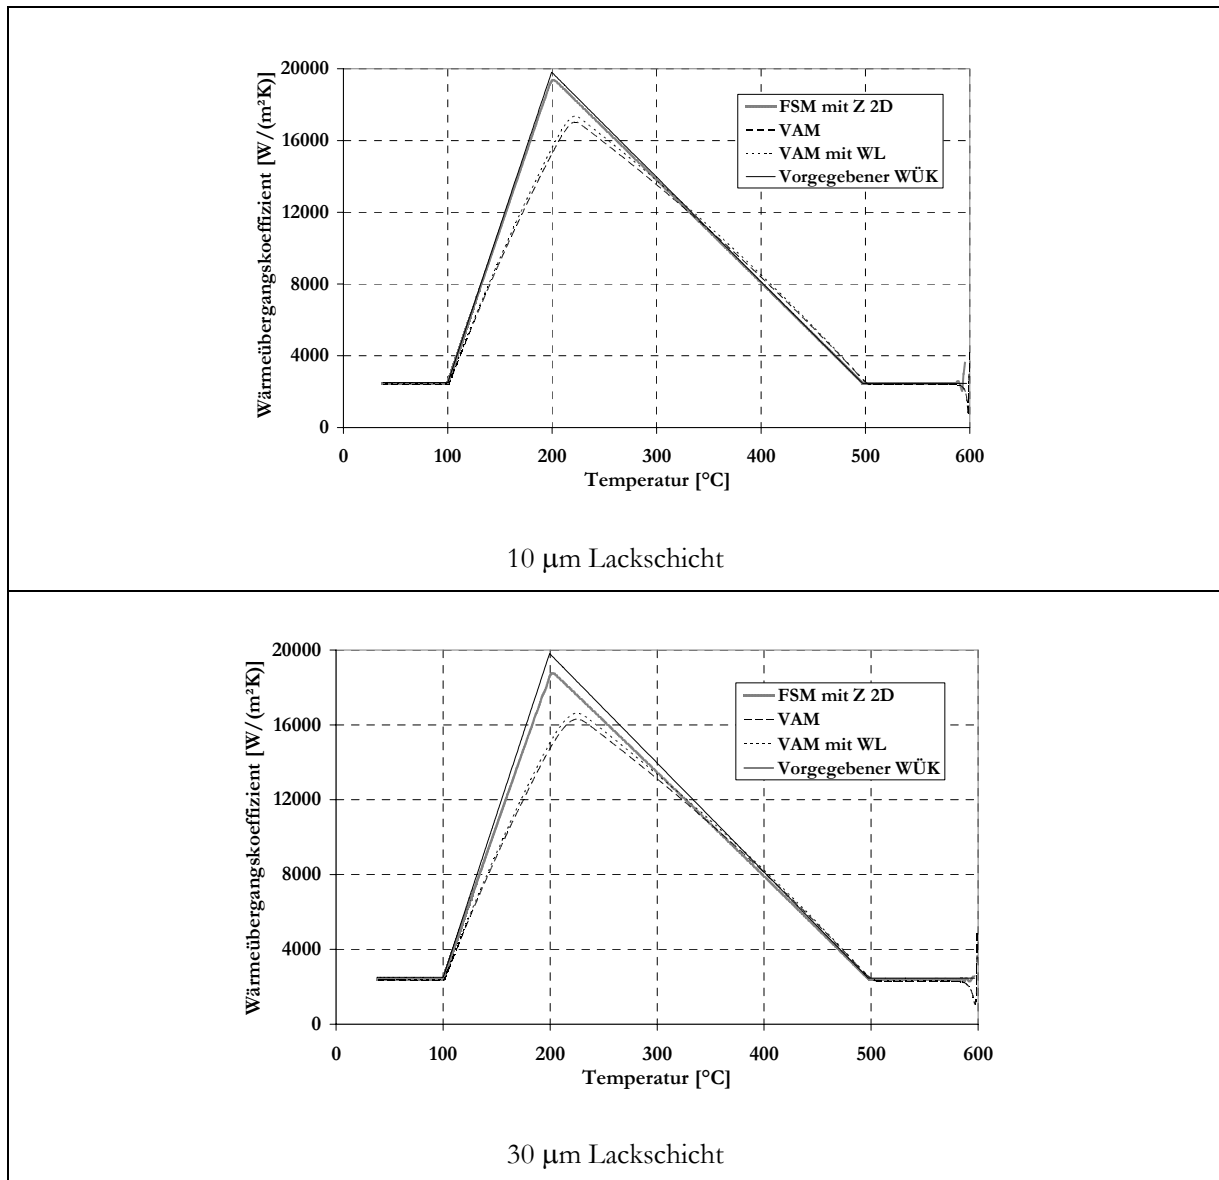 Wärmeübergangskoeffizient [W/(m²K)]
20000
16000
12000
8000
4000
0
0 100 200 300 400 500 600
Temperatur [°C]
FSM mit Z 2D
VAM
VAM mit WL
Vorgegebener WÜK
10 µm Lackschicht
Wärmeübergangskoeffizient [W/(m²K)]
20000
16000
12000
8000
4000
0
0 100 200 300 400 500 600
Temperatur [°C]
FSM mit Z 2D
VAM
VAM mit WL
Vorgegebener WÜK
30 µm Lackschicht